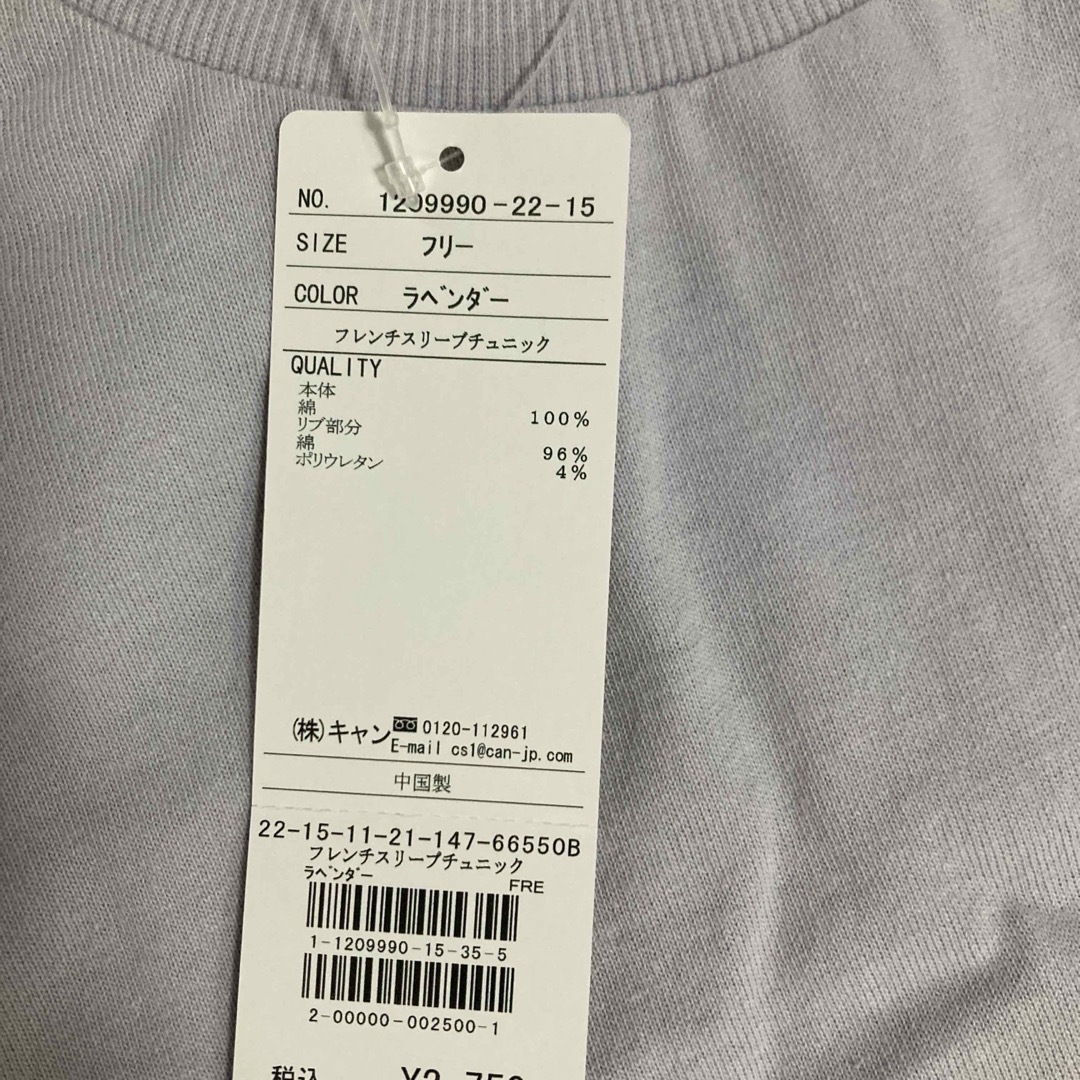 NO. 1209990-22-15
SIZE フリー
COLOR ラベンダー
フレンチスリーブチュニック
QUALITY
本体
綿 100%
リブ部分
綿 96%
ポリウレタン 4%
(株)キャン 0120-112961
E-mail cs1@can-jp.com
中国製
22-15-11-21-147-66550B
フレンチスリーブチュニック
ラベンダー FRE
1-1209990-15-35-5
2-00000-002500-1
税込